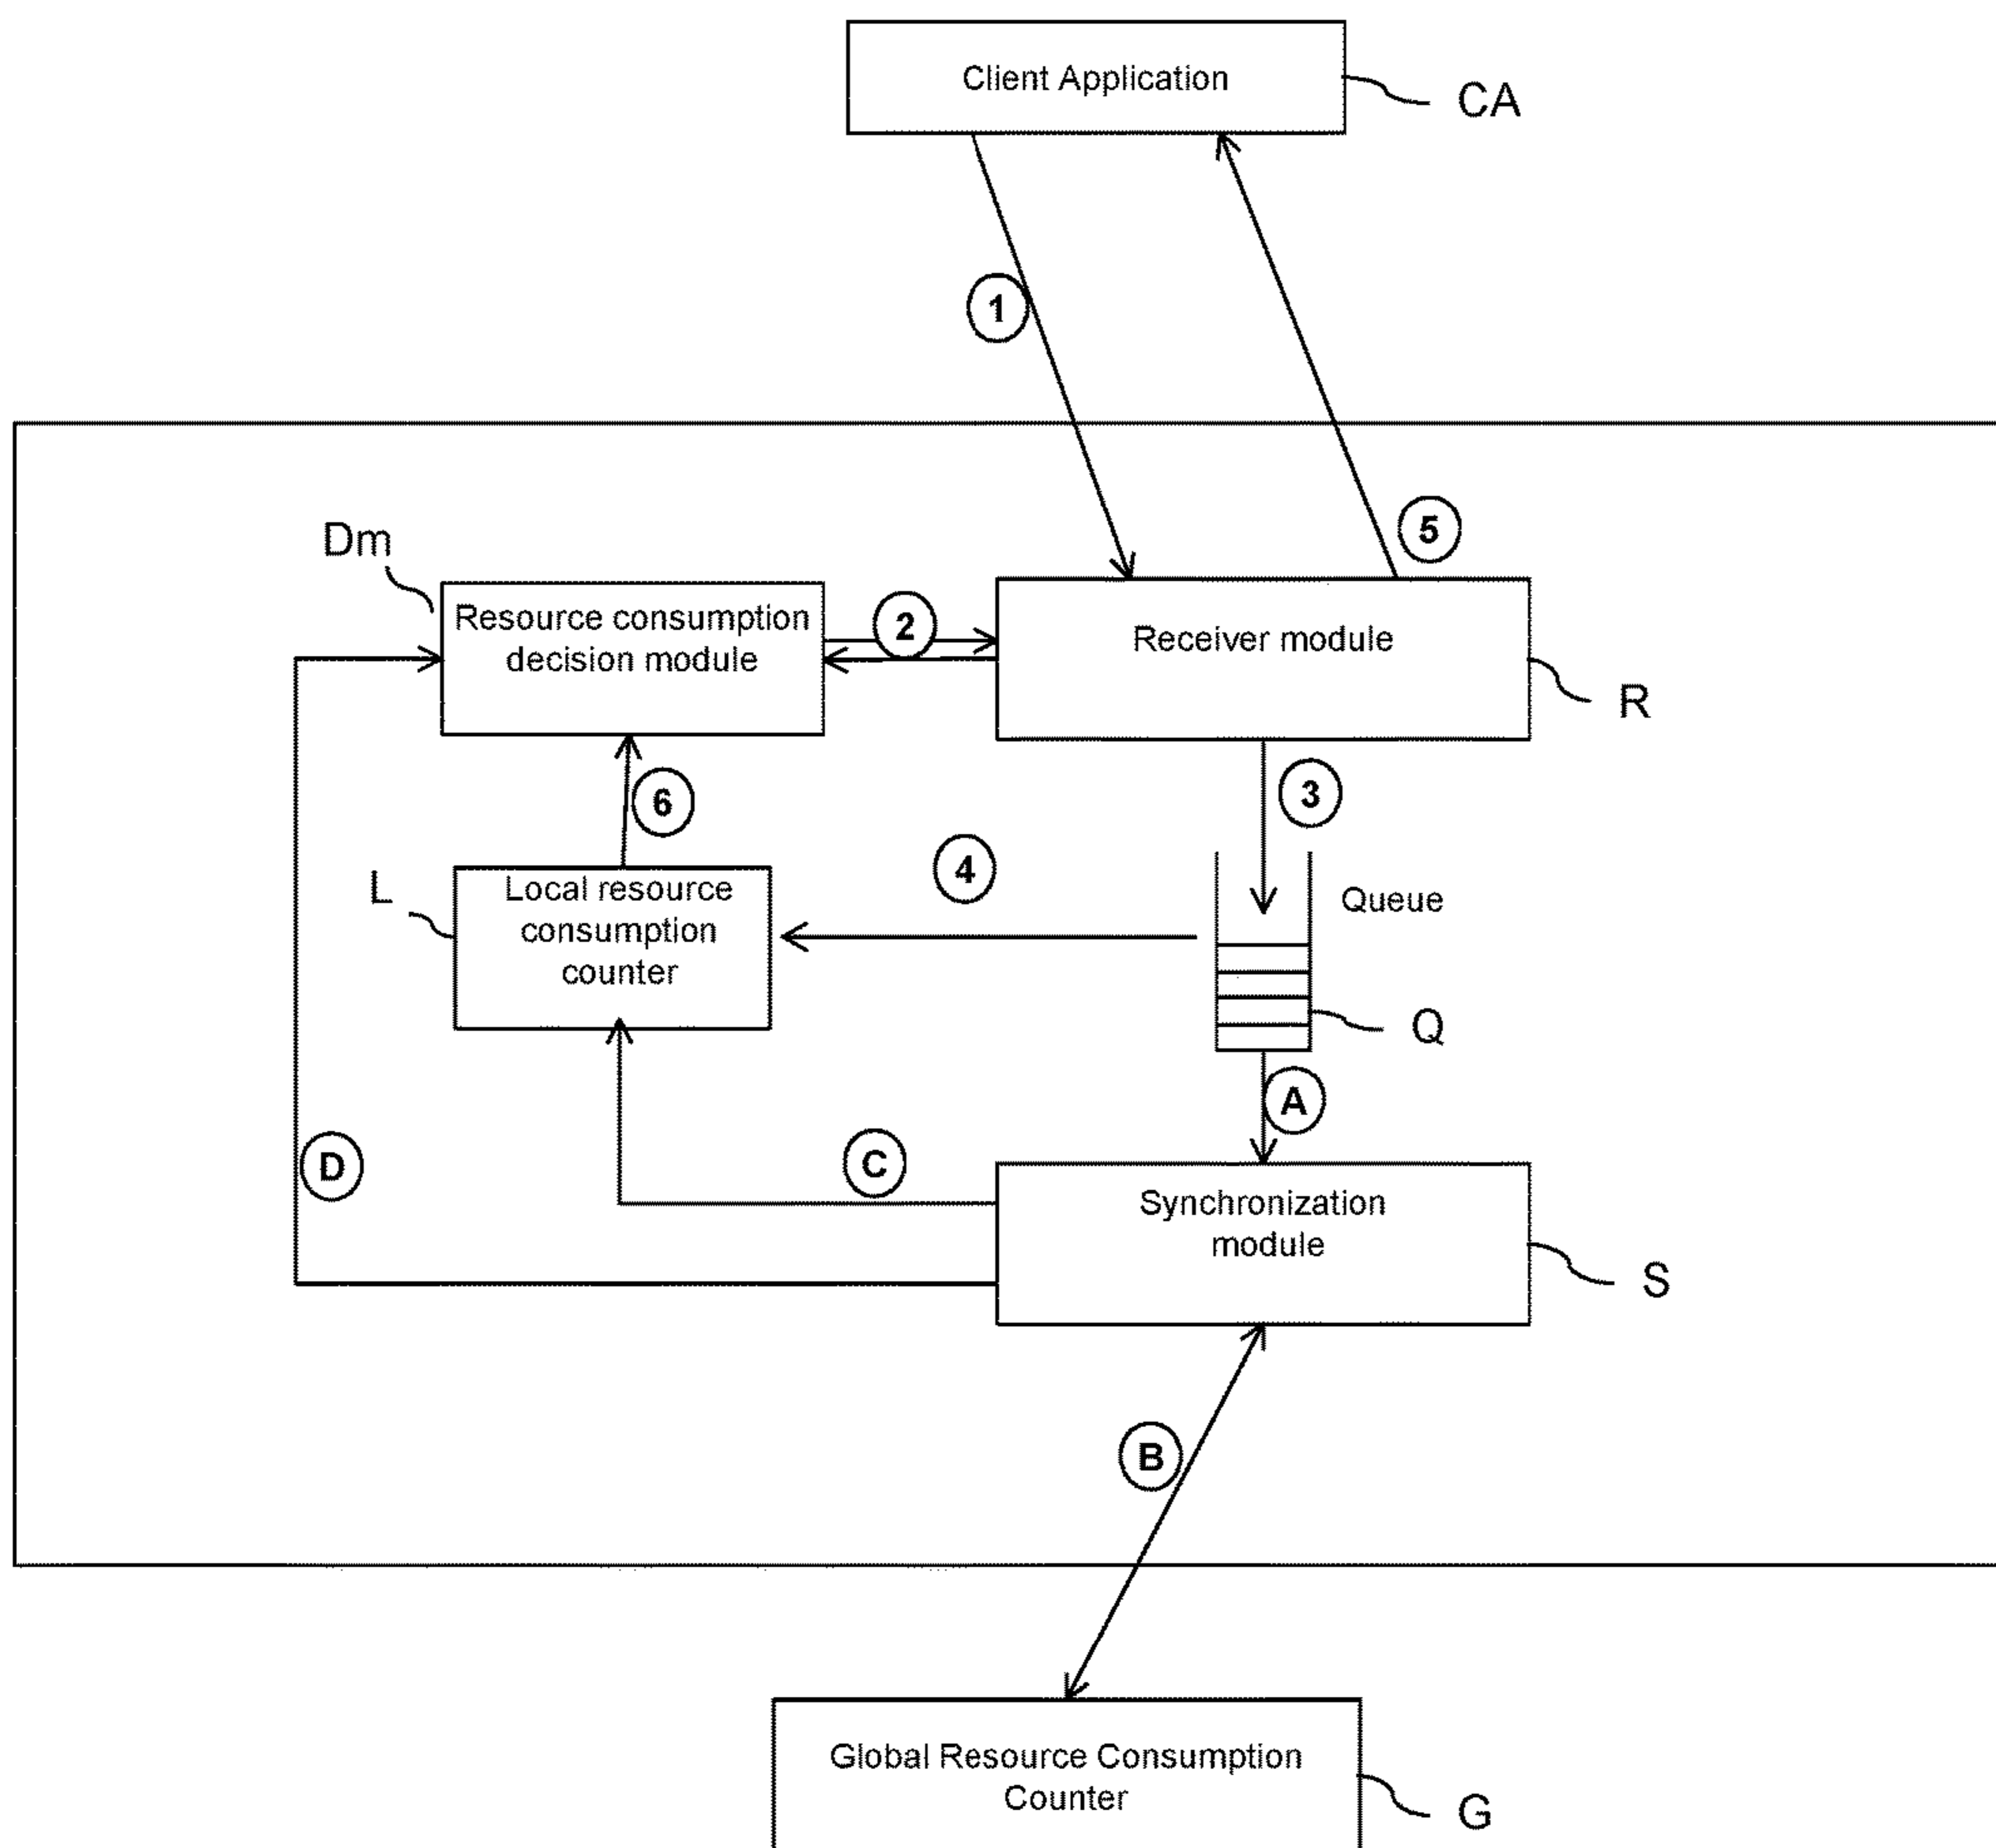 Client Application
CA
1
5
Dm
Resource consumption
decision module
2
Receiver module
R
6
3
4
L
Local resource
consumption
counter
Queue
Q
A
D
C
Synchronization
module
S
B
Global Resource Consumption
Counter
G